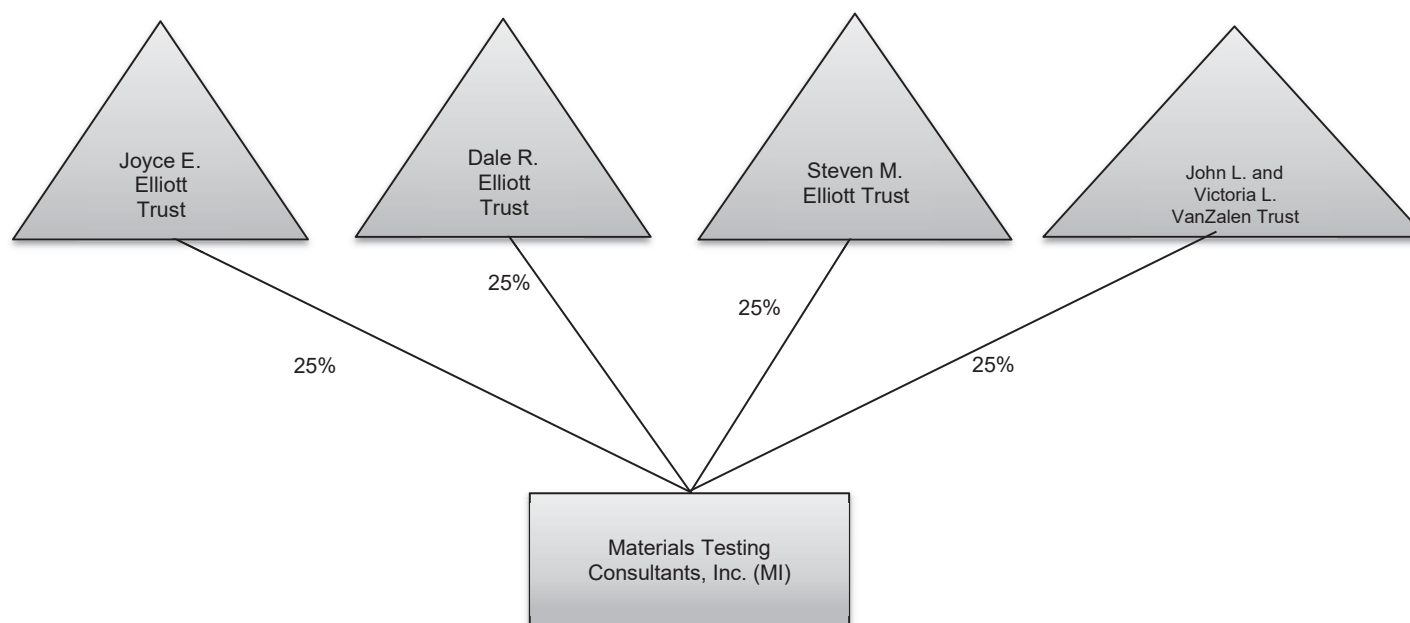 Joyce E.
Elliott
Trust
Dale R.
Elliott
Trust
Steven M.
Elliott Trust
John L. and
Victoria L.
VanZalen Trust
25%
25%
25%
25%
Materials Testing
Consultants, Inc. (MI)